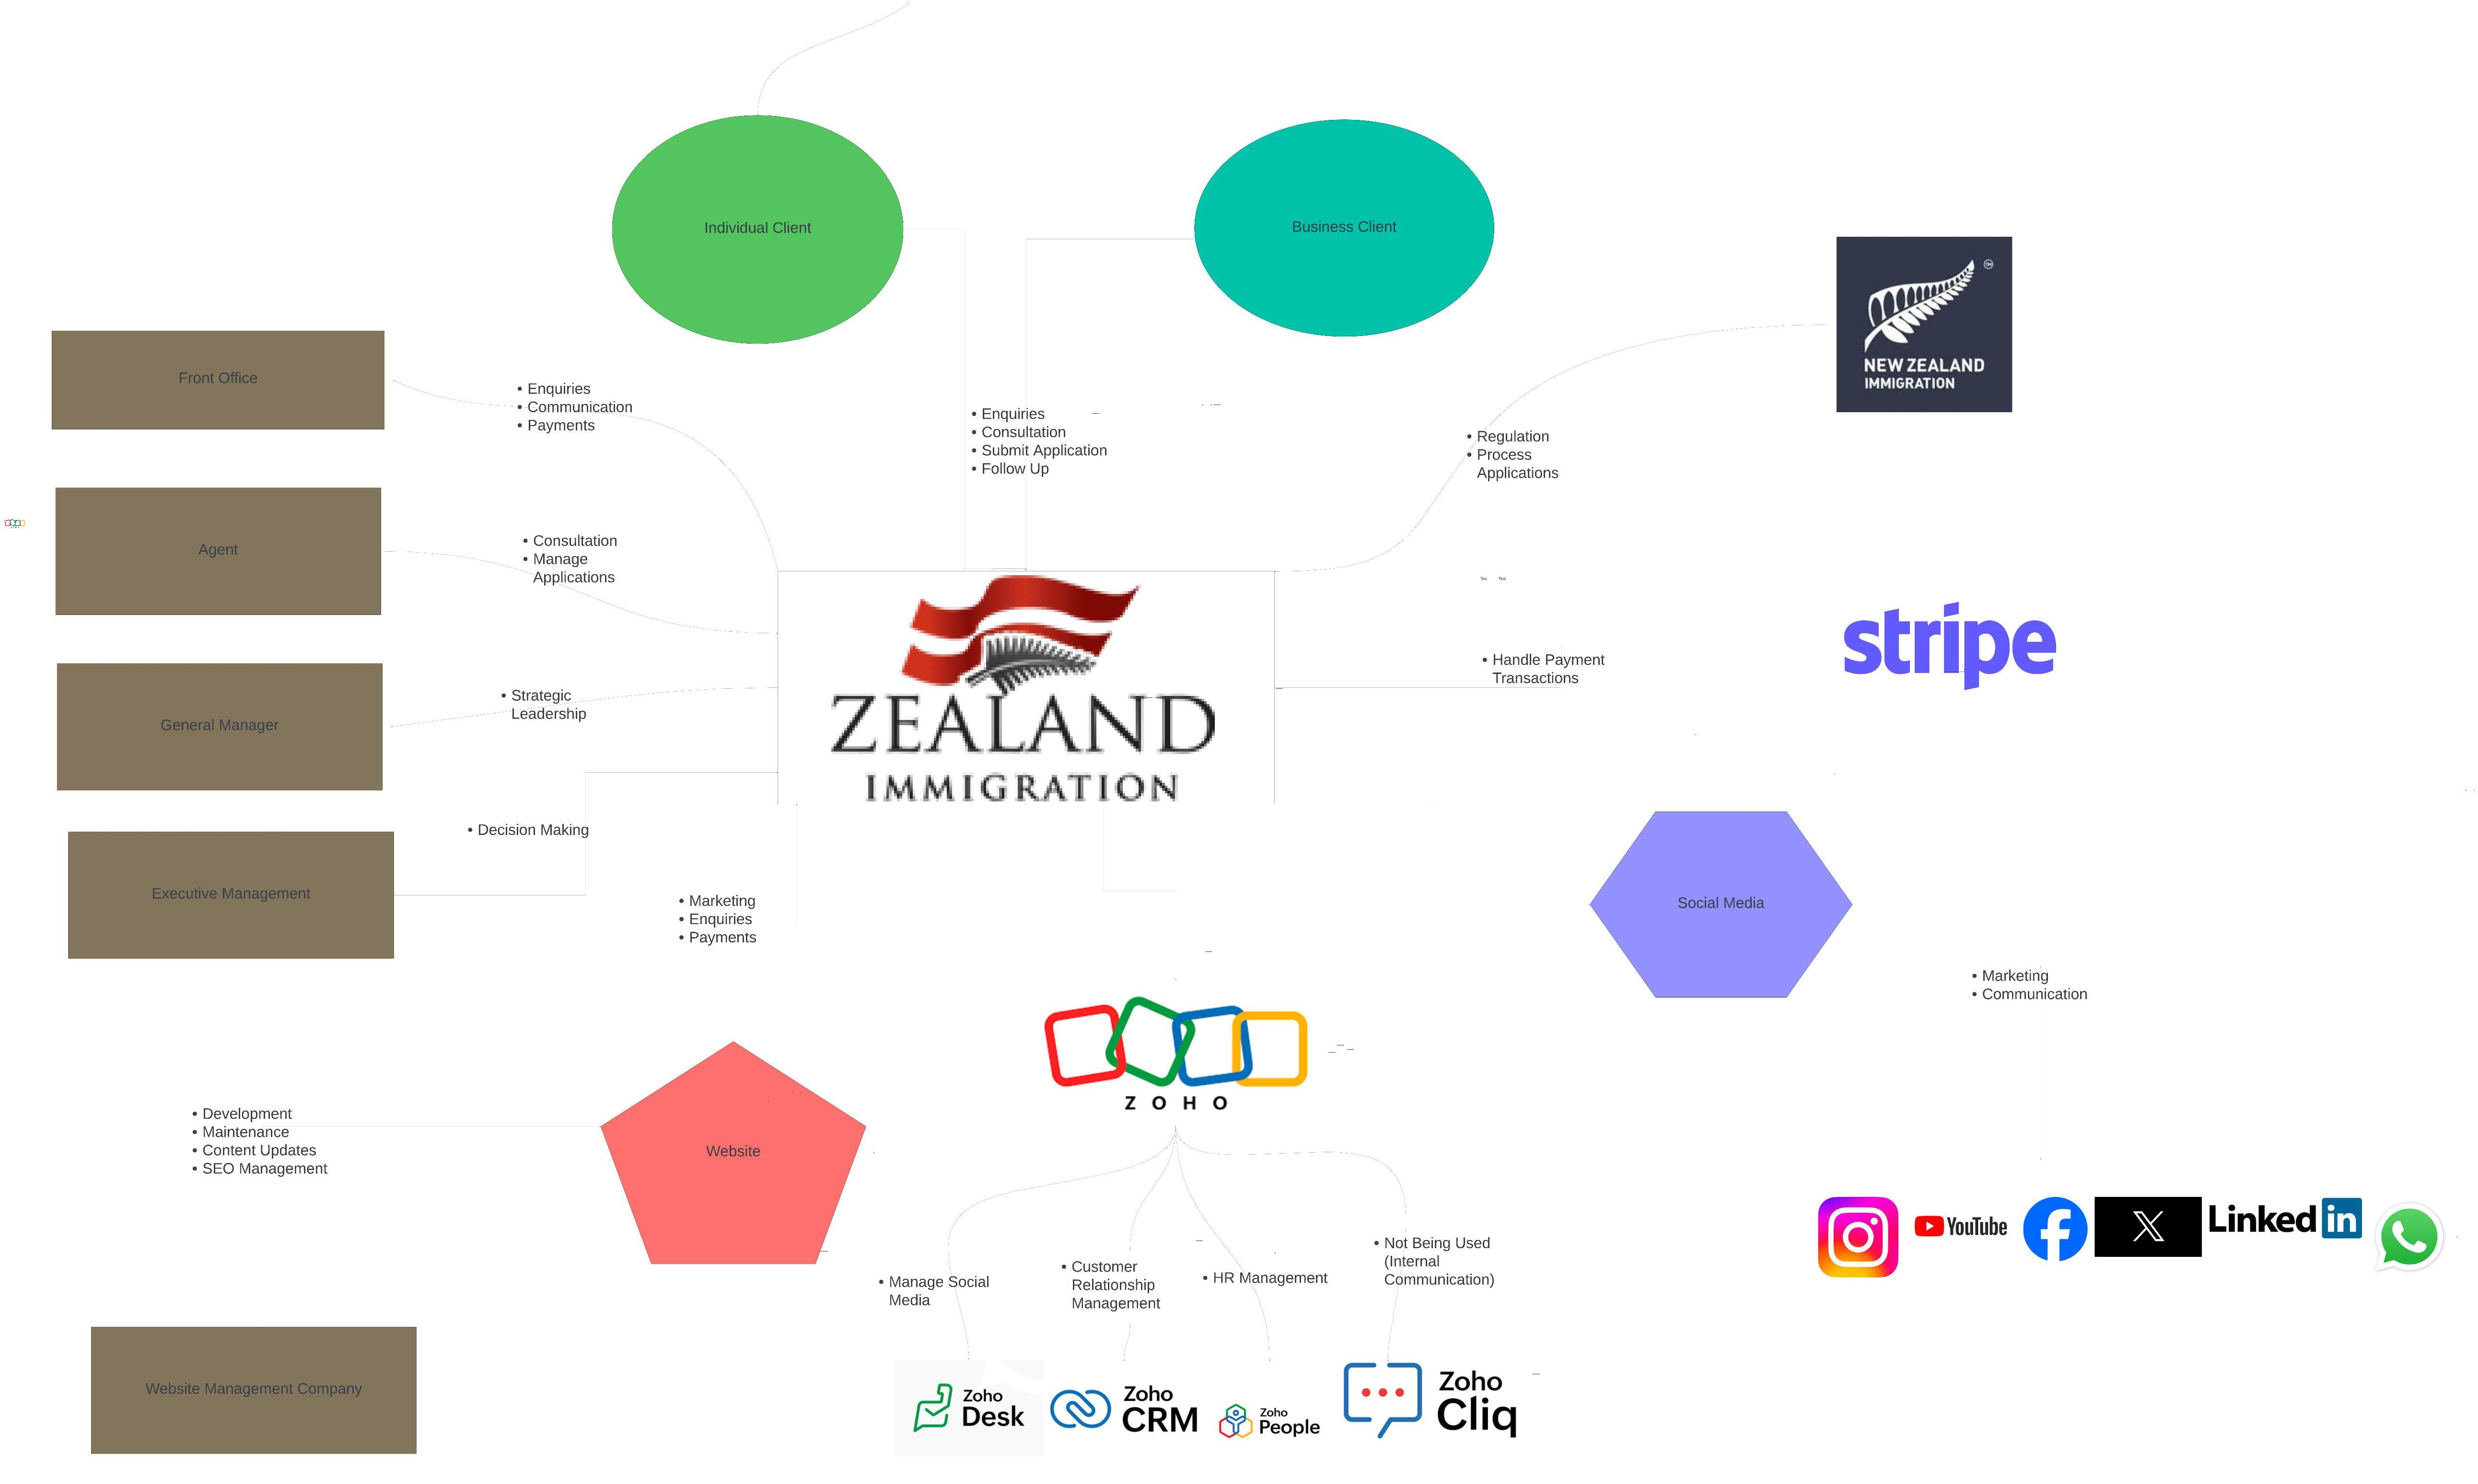 Individual Client
Business Client
NEW ZEALAND
IMMIGRATION
Front Office
• Enquiries
• Communication
• Payments
• Enquiries
• Consultation
• Submit Application
• Follow Up
• Regulation
• Process
Applications
Agent
• Consultation
• Manage
Applications
Text
Text
ZEALAND
IMMIGRATION
stripe
• Handle Payment
Transactions
General Manager
• Strategic
Leadership
• Decision Making
Executive Management
• Marketing
• Enquiries
• Payments
Social Media
• Marketing
• Communication
ZOHO
• Development
• Maintenance
• Content Updates
• SEO Management
Website
YouTube
Linked in
• Manage Social
Media
• Customer
Relationship
Management
• HR Management
• Not Being Used
(Internal
Communication)
Website Management Company
Zoho
Desk
Zoho
CRM
Zoho
People
Zoho
Cliq